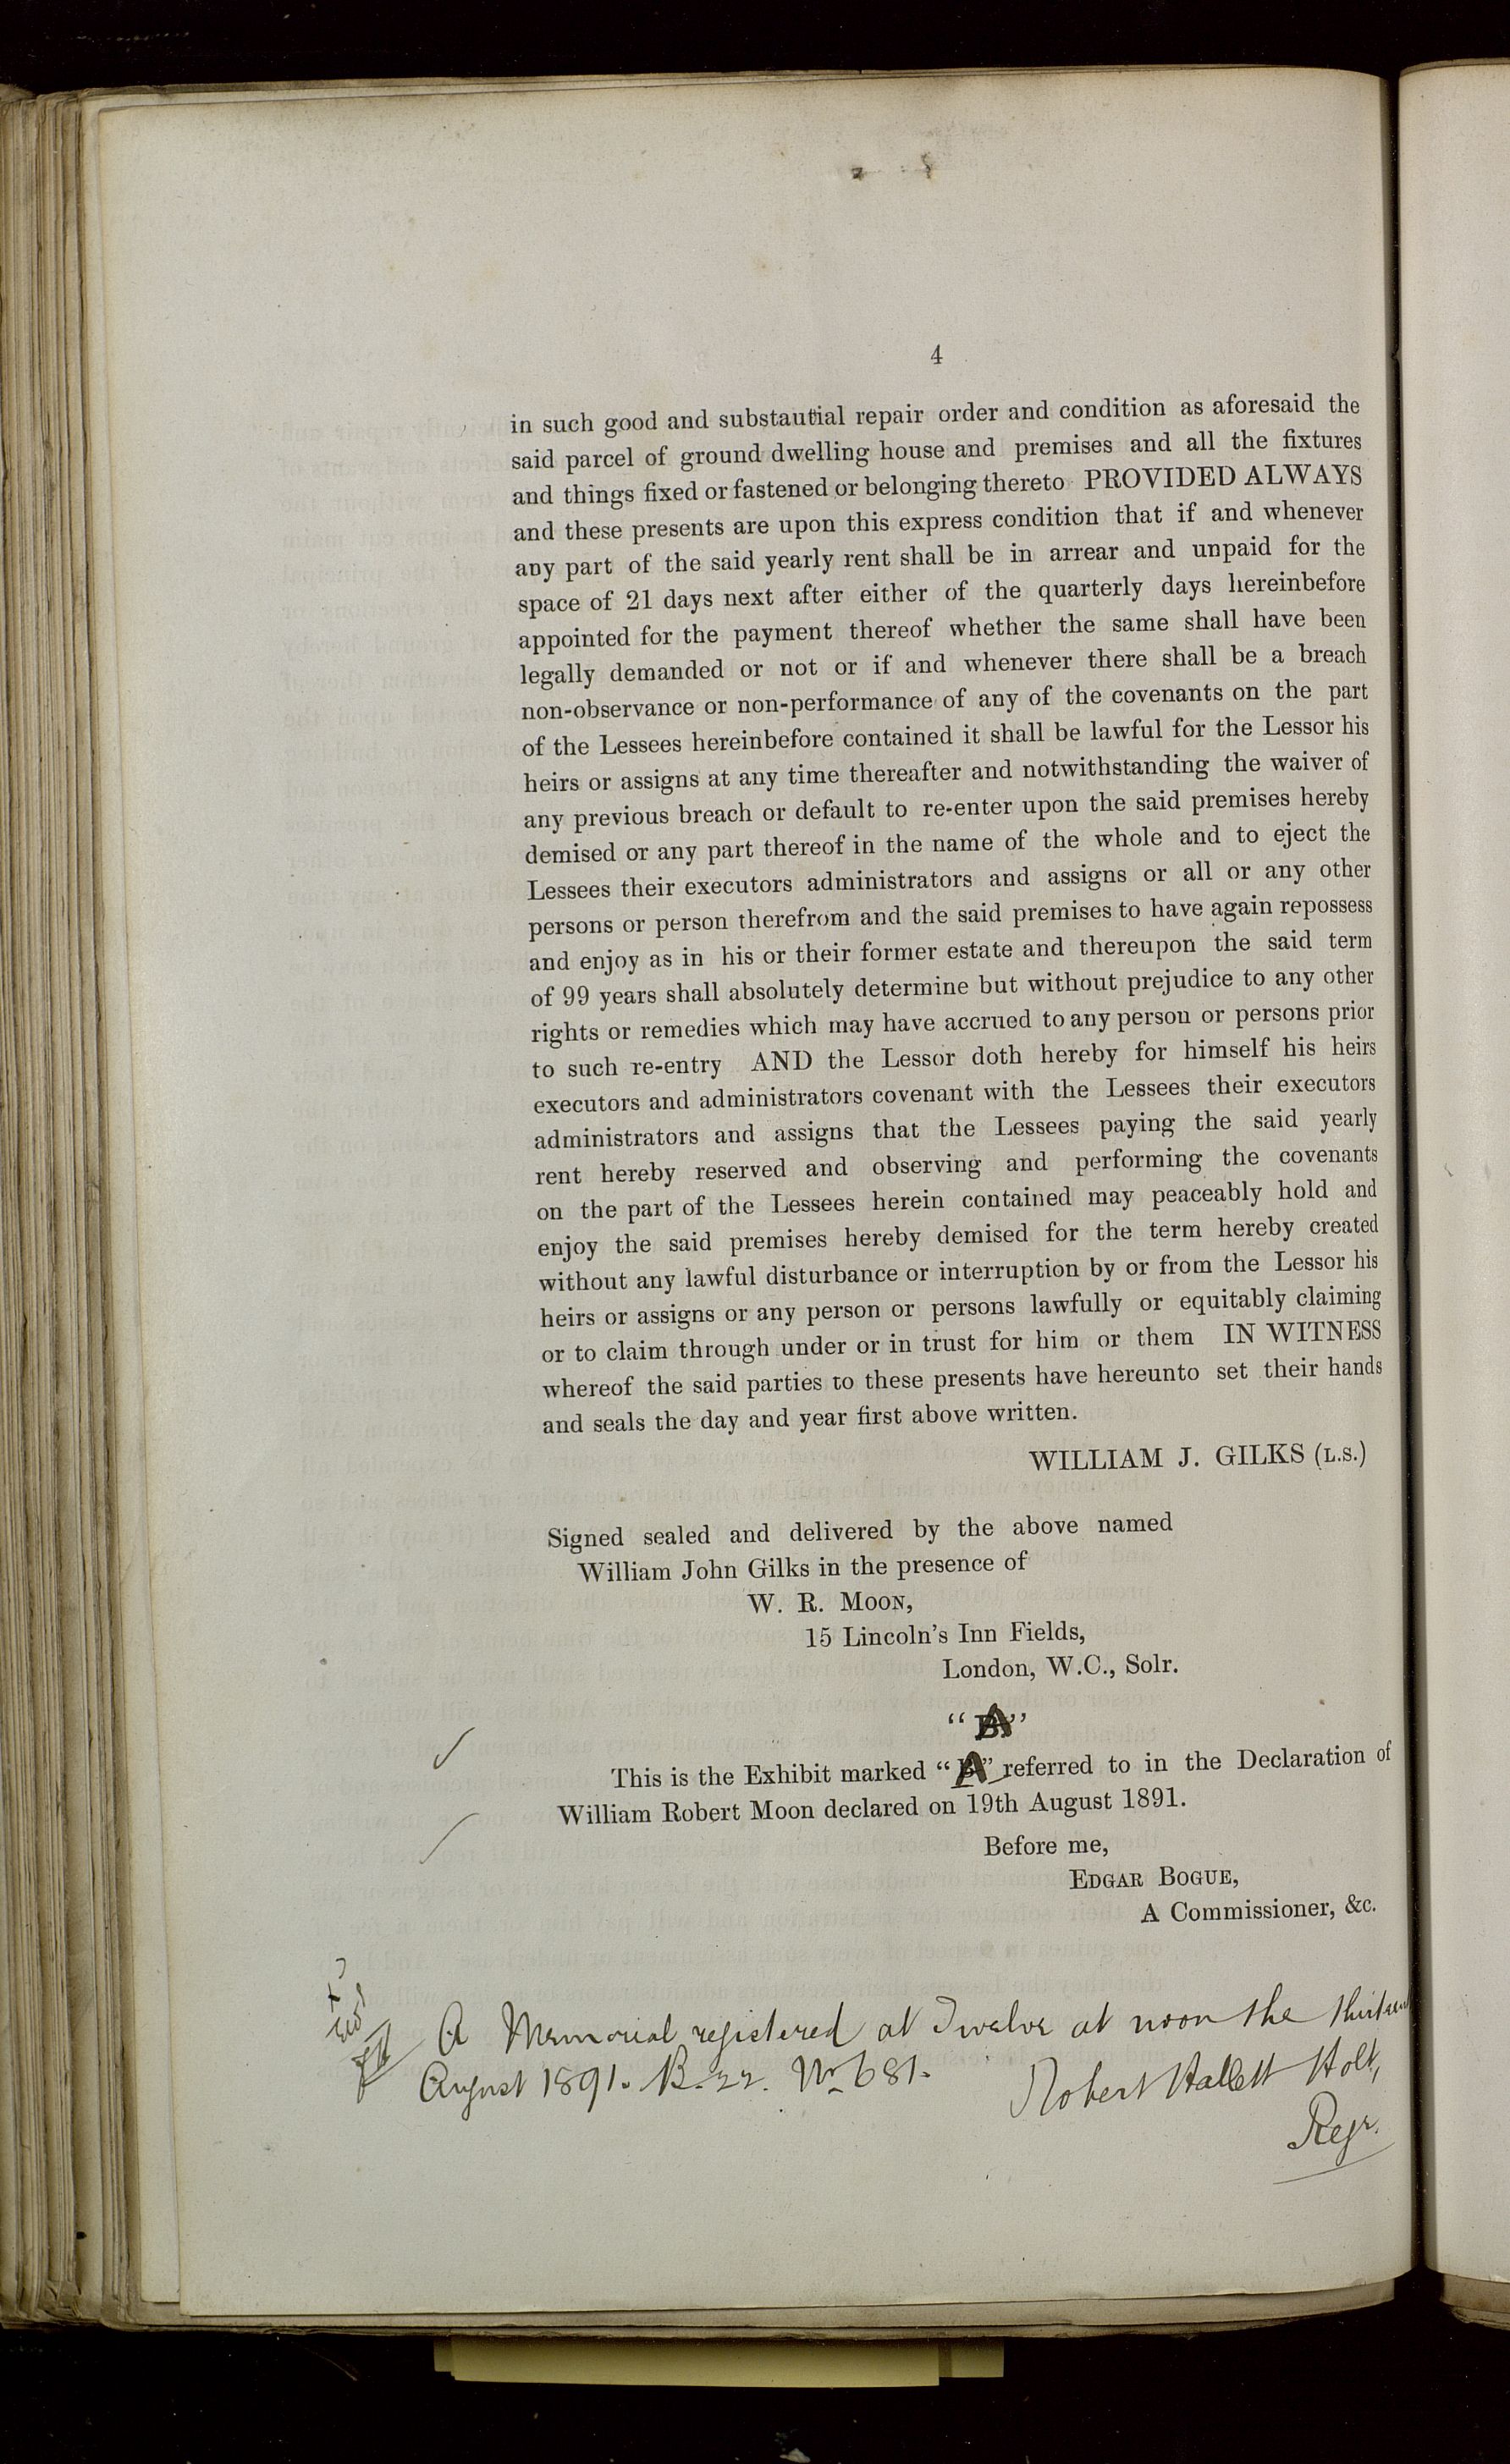 4
in such good and substautial repair order and condition as aforesaid the
said parcel of ground dwelling house and premises and all the fixtures
and things fixed or fastened or belonging thereto PROVIDED ALWAYS
and these presents are upon this express condition that if and whenever
any part of the said yearly rent shall be in arrear and unpaid for the
space of 21 days next after either of the quarterly days hereinbefore
appointed for the payment thereof whether the same shall have been
legally demanded or not or if and whenever there shall be a breach
non-observance or non-performance of any of the covenants on the part
of the Lessees hereinbefore contained it shall be lawful for the Lessor his
heirs or assigns at any time thereafter and notwithstanding the waiver of
any previous breach or default to re-enter upon the said premises hereby
demised or any part thereof in the name of the whole and to eject the
Lessees their executors administrators and assigns or all or any other
persons or person therefrom and the said premises to have again repossess
and enjoy as in his or their former estate and thereupon the said term
of 99 years shall absolutely determine but without prejudice to any other
rights or remedies which may have accrued to any person or persons prior
to such re-entry AND the Lessor doth hereby for himself his heirs
executors and administrators covenant with the Lessees their executors
administrators and assigns that the Lessees paying the said yearly
rent hereby reserved and observing and performing the covenants
on the part of the Lessees herein contained may peaceably hold and
enjoy the said premises hereby demised for the term hereby created
without any lawful disturbance or interruption by or from the Lessor his
heirs or assigns or any person or persons lawfully or equitably claiming
or to claim through under or in trust for him or them IN WITNESS
whereof the said parties to these presents have hereunto set their hands
and seals the day and year first above written.
WILLIAM J. GILKS (L.S.)
Signed sealed and delivered by the above named
William John Gilks in the presence of
W. R. MOON,
15 Lincoln's Inn Fields,
London, W.C., Solr.
"A"
This is the Exhibit marked "A" referred to in the Declaration of
William Robert Moon declared on 19th August 1891.
Before me,
EDGAR BOGUE,
A Commissioner, &c.
A Memorial registered at Twelve at noon the
August 1891. B. 22. No 681.
Robert Hallett Holt,
Regr.